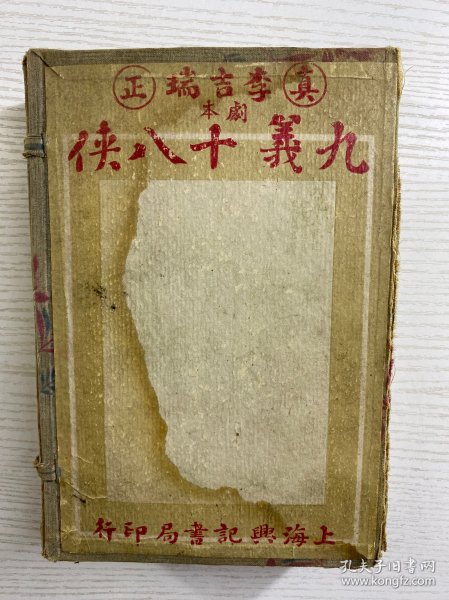 真 李吉瑞 正
劇本
九義十八俠
上海興記書局印行
孔夫子旧书网
www.kongfz.com